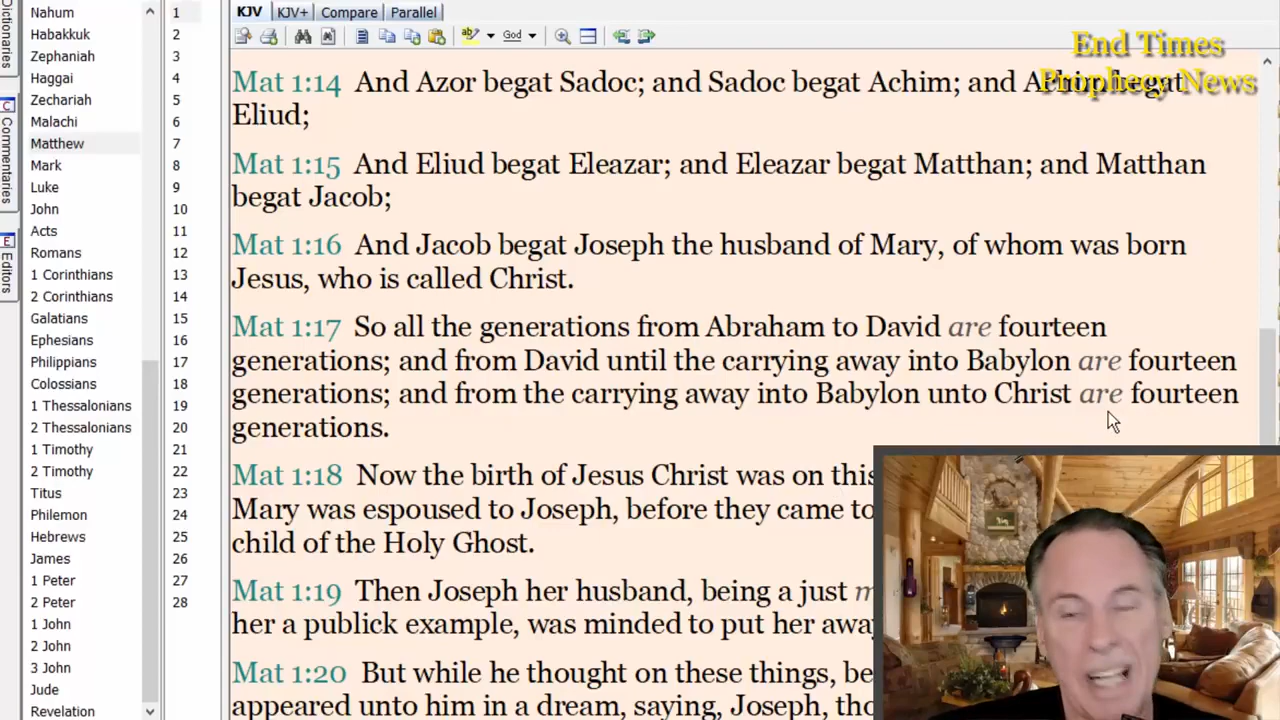 Dictionaries
Commentaries
Editors
Nahum
Habakkuk
Zephaniah
Haggai
Zechariah
Malachi
Matthew
Mark
Luke
John
Acts
Romans
1 Corinthians
2 Corinthians
Galatians
Ephesians
Philippians
Colossians
1 Thessalonians
2 Thessalonians
1 Timothy
2 Timothy
Titus
Philemon
Hebrews
James
1 Peter
2 Peter
1 John
2 John
3 John
Jude
Revelation
1
2
3
4
5
6
7
8
9
10
11
12
13
14
15
16
17
18
19
20
21
22
23
24
25
26
27
28
KJV KJV+ Compare Parallel
ab God
End Times
Prophecy News
Mat 1:14 And Azor begat Sadoc; and Sadoc begat Achim; and Achim begat
Eliud;
Mat 1:15 And Eliud begat Eleazar; and Eleazar begat Matthan; and Matthan
begat Jacob;
Mat 1:16 And Jacob begat Joseph the husband of Mary, of whom was born
Jesus, who is called Christ.
Mat 1:17 So all the generations from Abraham to David are fourteen
generations; and from David until the carrying away into Babylon are fourteen
generations; and from the carrying away into Babylon unto Christ are fourteen
generations.
Mat 1:18 Now the birth of Jesus Christ was on this
Mary was espoused to Joseph, before they came to
child of the Holy Ghost.
Mat 1:19 Then Joseph her husband, being a just
her a publick example, was minded to put her away
Mat 1:20 But while he thought on these things, be
appeared unto him in a dream, saying, Joseph, tho